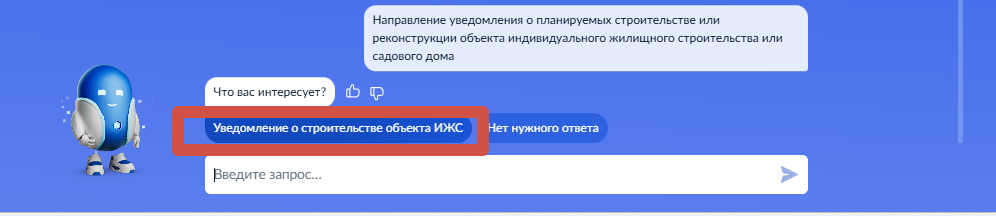 Направление уведомления о планируемых строительстве или
реконструкции объекта индивидуального жилищного строительства или
садового дома
Что вас интересует?
Уведомление о строительстве объекта ИЖС
Нет нужного ответа
Введите запрос...